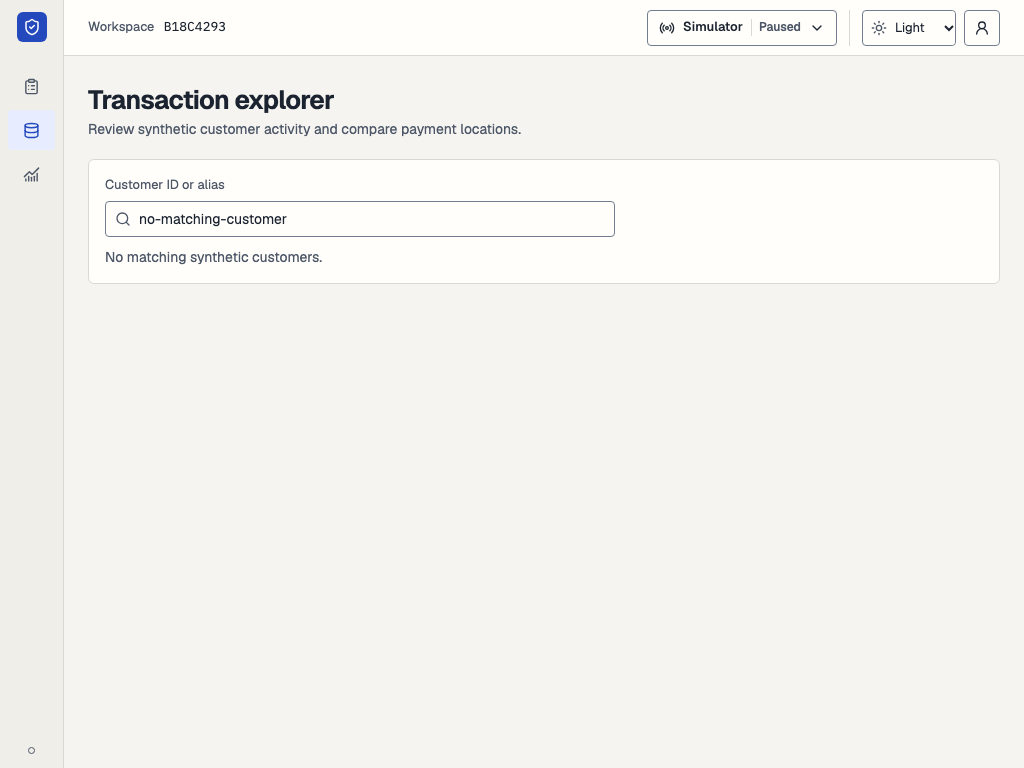 Workspace B18C4293
Simulator Paused
Light
Transaction explorer
Review synthetic customer activity and compare payment locations.
Customer ID or alias
no-matching-customer
No matching synthetic customers.